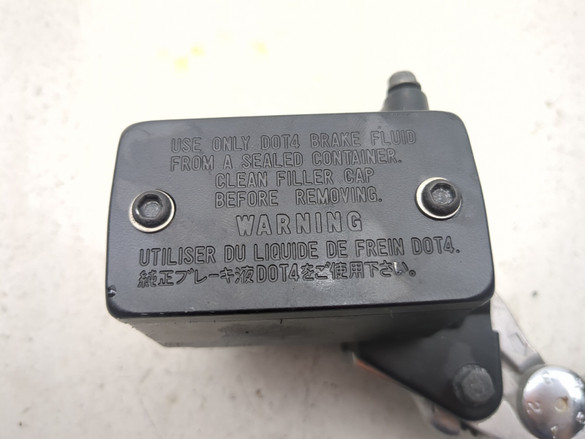 USE ONLY DOT4 BRAKE FLUID
FROM A SEALED CONTAINER.
CLEAN FILLER CAP
BEFORE REMOVING.
WARNING
UTILISER DU LIQUIDE DE FREIN DOT4.
純正ブレーキ液DOT4をご使用下さい。